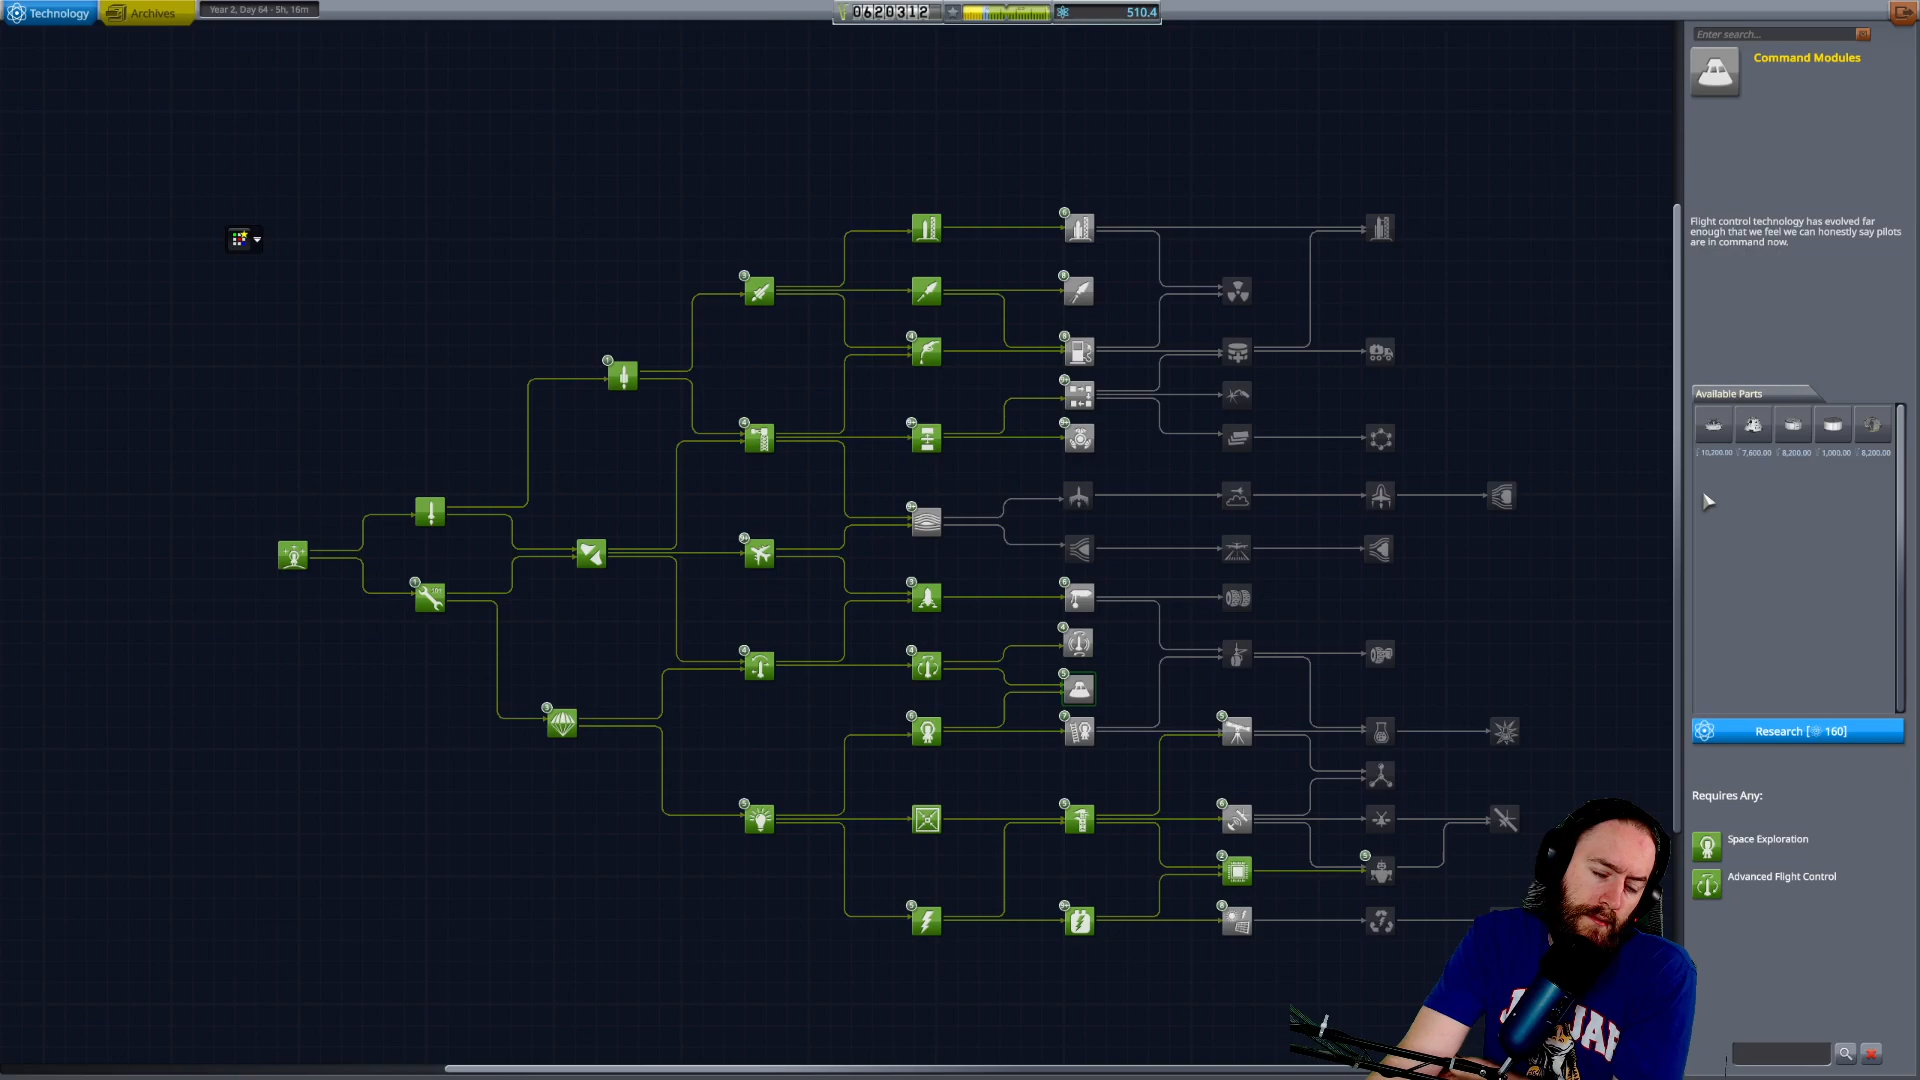 Technology
Archives
Year 2, Day 64 - 5h, 16m
0620312
510.4
Enter search...
Command Modules
Flight control technology has evolved far
enough that we feel we can honestly say pilots
are in command now.
Available Parts
10,200.00 7,600.00 8,200.00 1,000.00 8,200.00
Research [ 160]
Requires Any:
Space Exploration
Advanced Flight Control